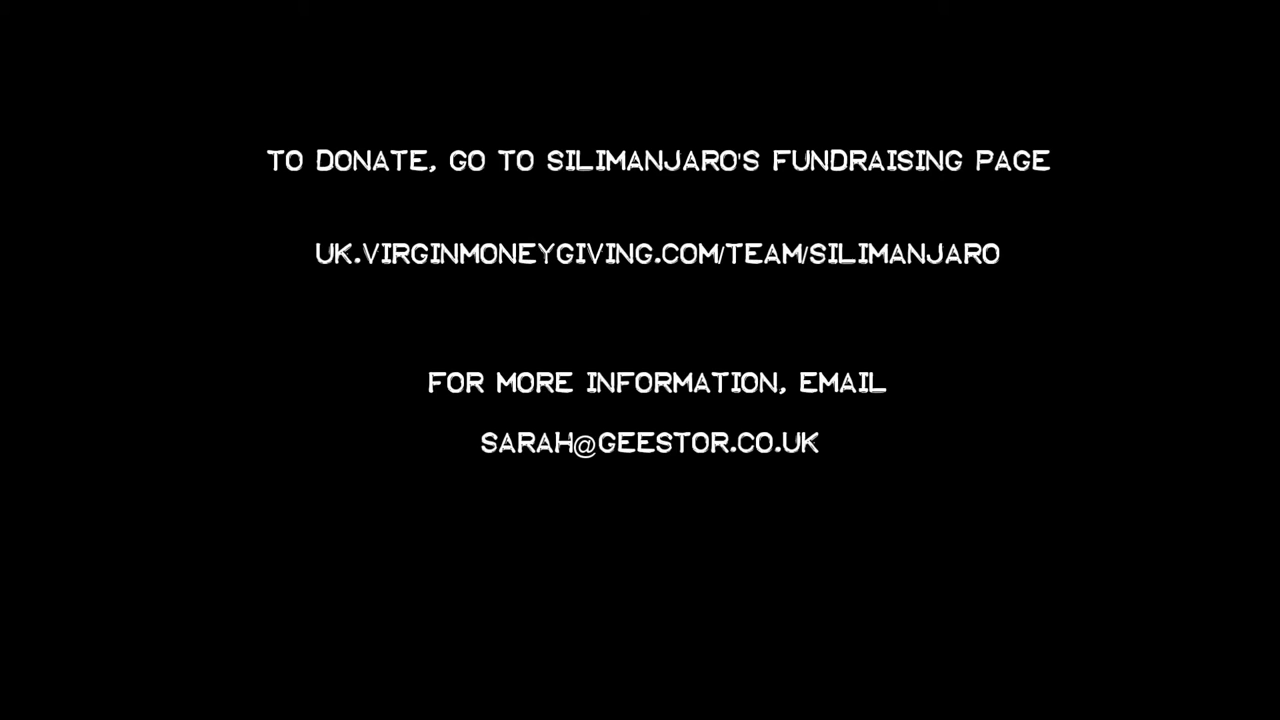 TO DONATE, GO TO SILIMANJARO'S FUNDRAISING PAGE
UK.VIRGINMONEYGIVING.COM/TEAM/SILIMANJARO
FOR MORE INFORMATION, EMAIL
SARAH@GEESTOR.CO.UK